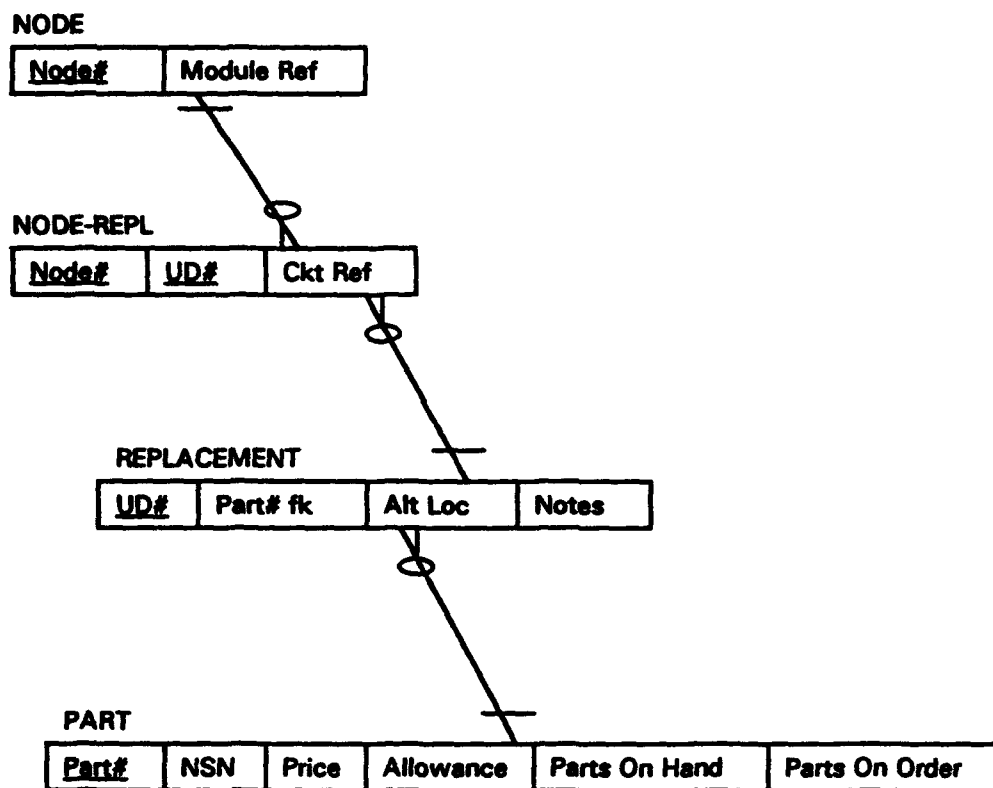 NODE
Node# Module Ref
NODE-REPL
Node# UD# Ckt Ref
REPLACEMENT
UD# Part# fk Alt Loc Notes
PART
Part# NSN Price Allowance Parts On Hand Parts On Order